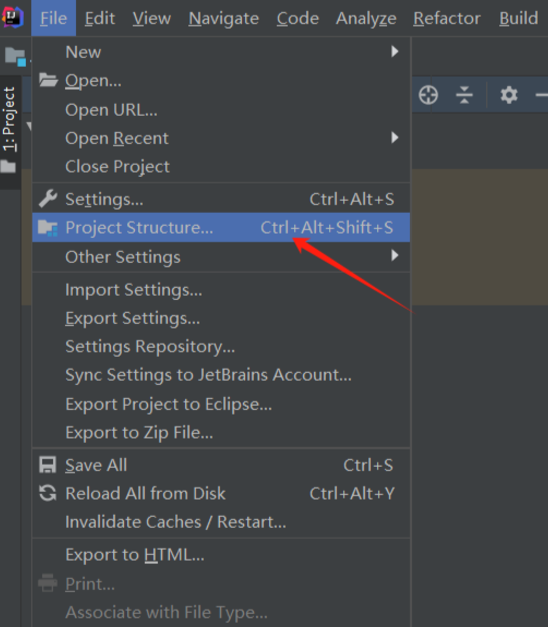 File Edit View Navigate Code Analyze Refactor Build
New
Open...
Open URL...
Open Recent
Close Project
Settings... Ctrl+Alt+S
Project Structure... Ctrl+Alt+Shift+S
Other Settings
Import Settings...
Export Settings...
Settings Repository...
Sync Settings to JetBrains Account...
Export Project to Eclipse...
Export to Zip File...
Save All Ctrl+S
Reload All from Disk Ctrl+Alt+Y
Invalidate Caches / Restart...
Export to HTML...
Print...
Associate with File Type...
1: Project